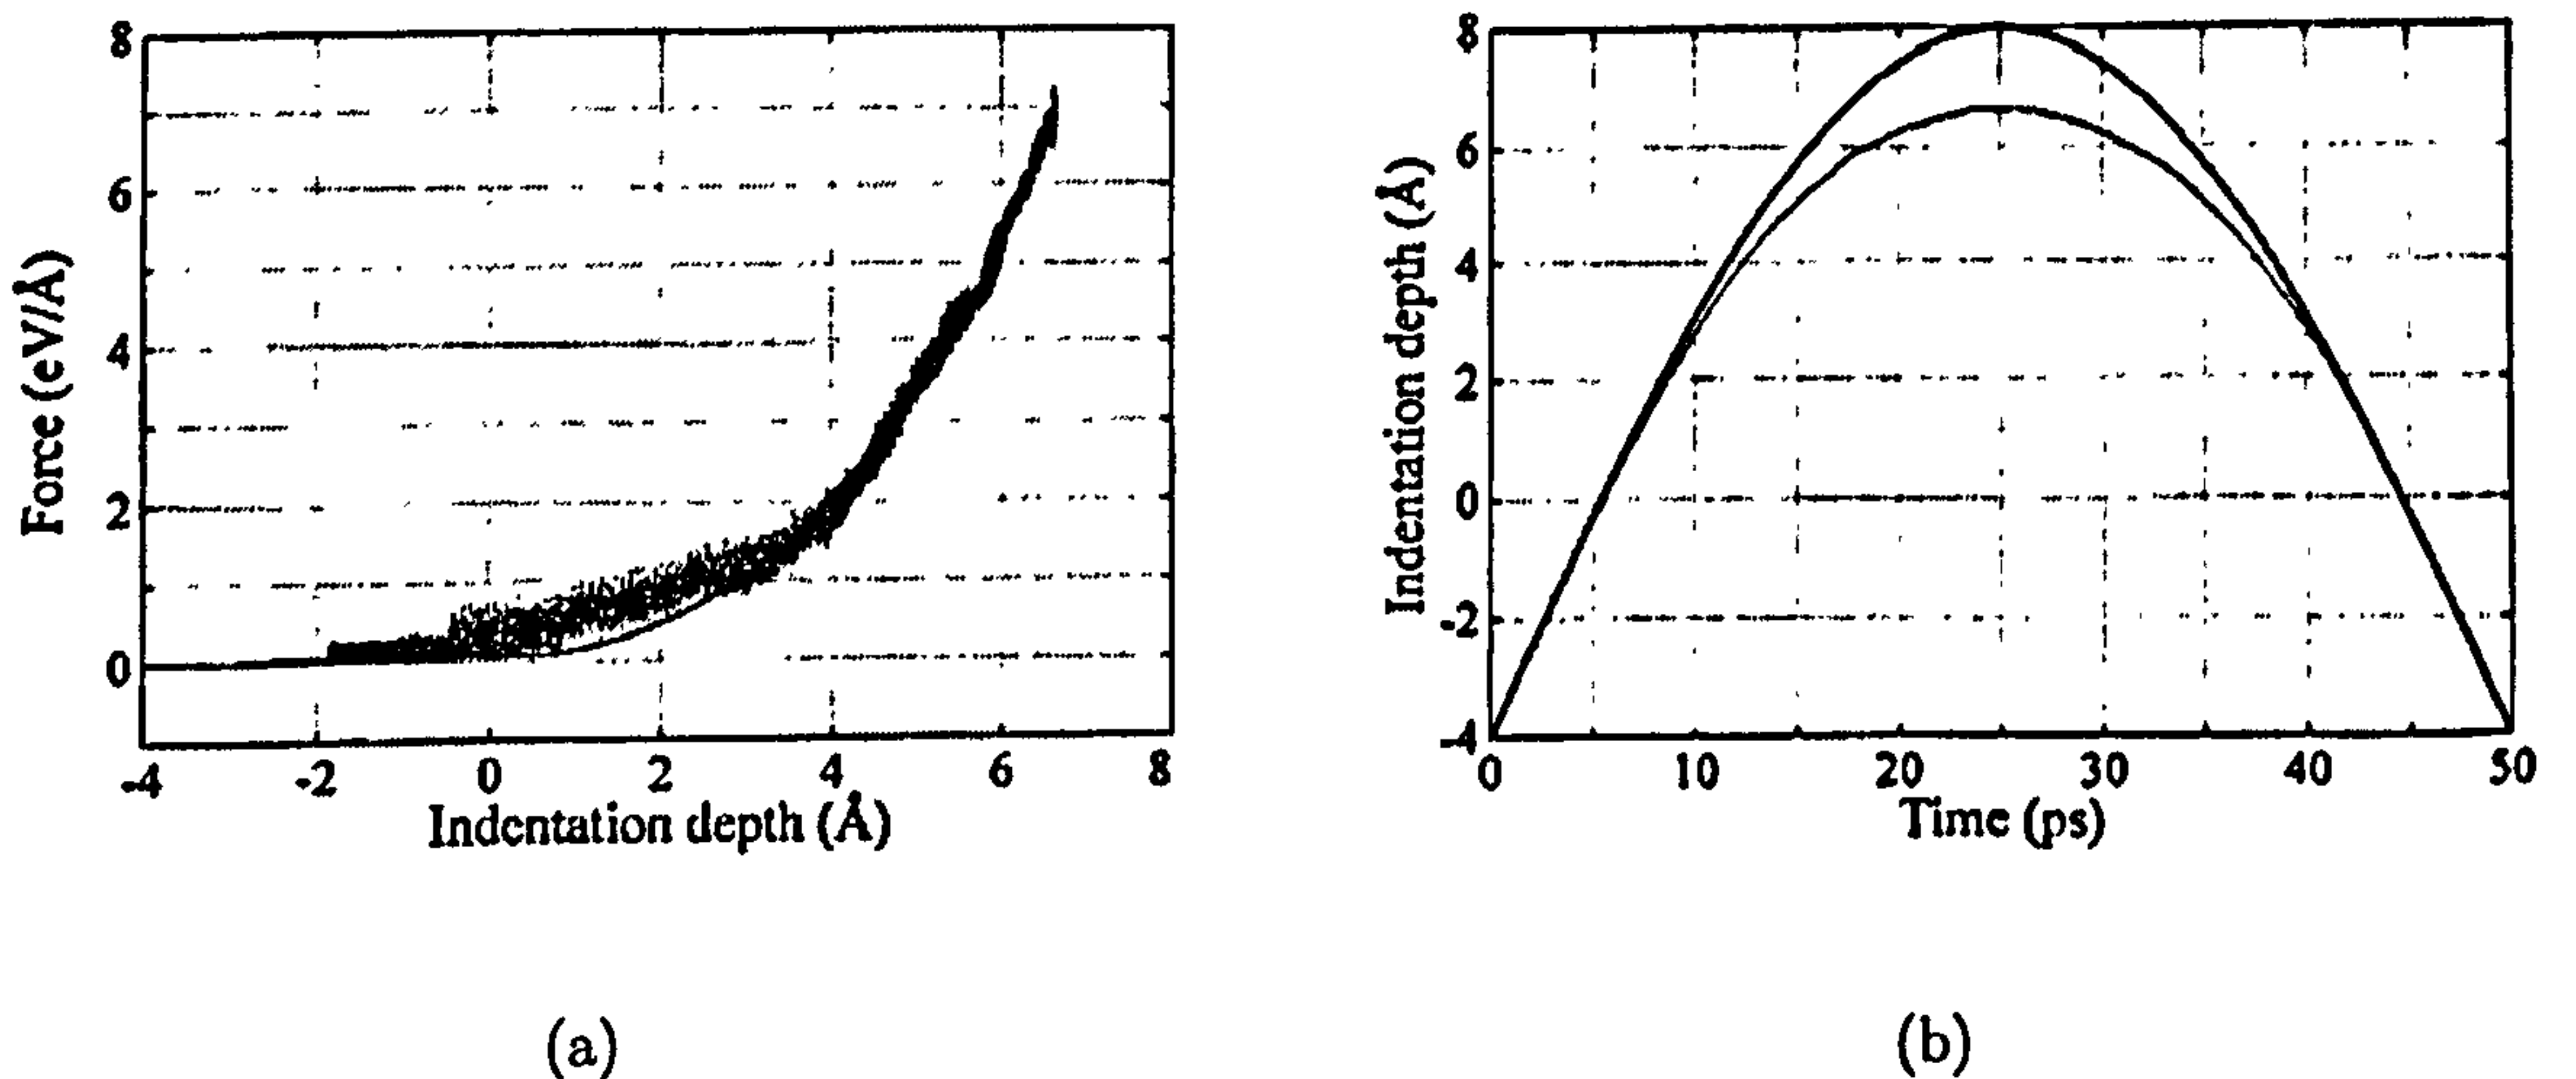 8
6
4
2
0
Force (eV/Å)
-4 -2 0 2 4 6 8
Indentation depth (Å)
(a)
8
6
4
2
0
-2
-4
Indentation depth (Å)
0 10 20 30 40 50
Time (ps)
(b)